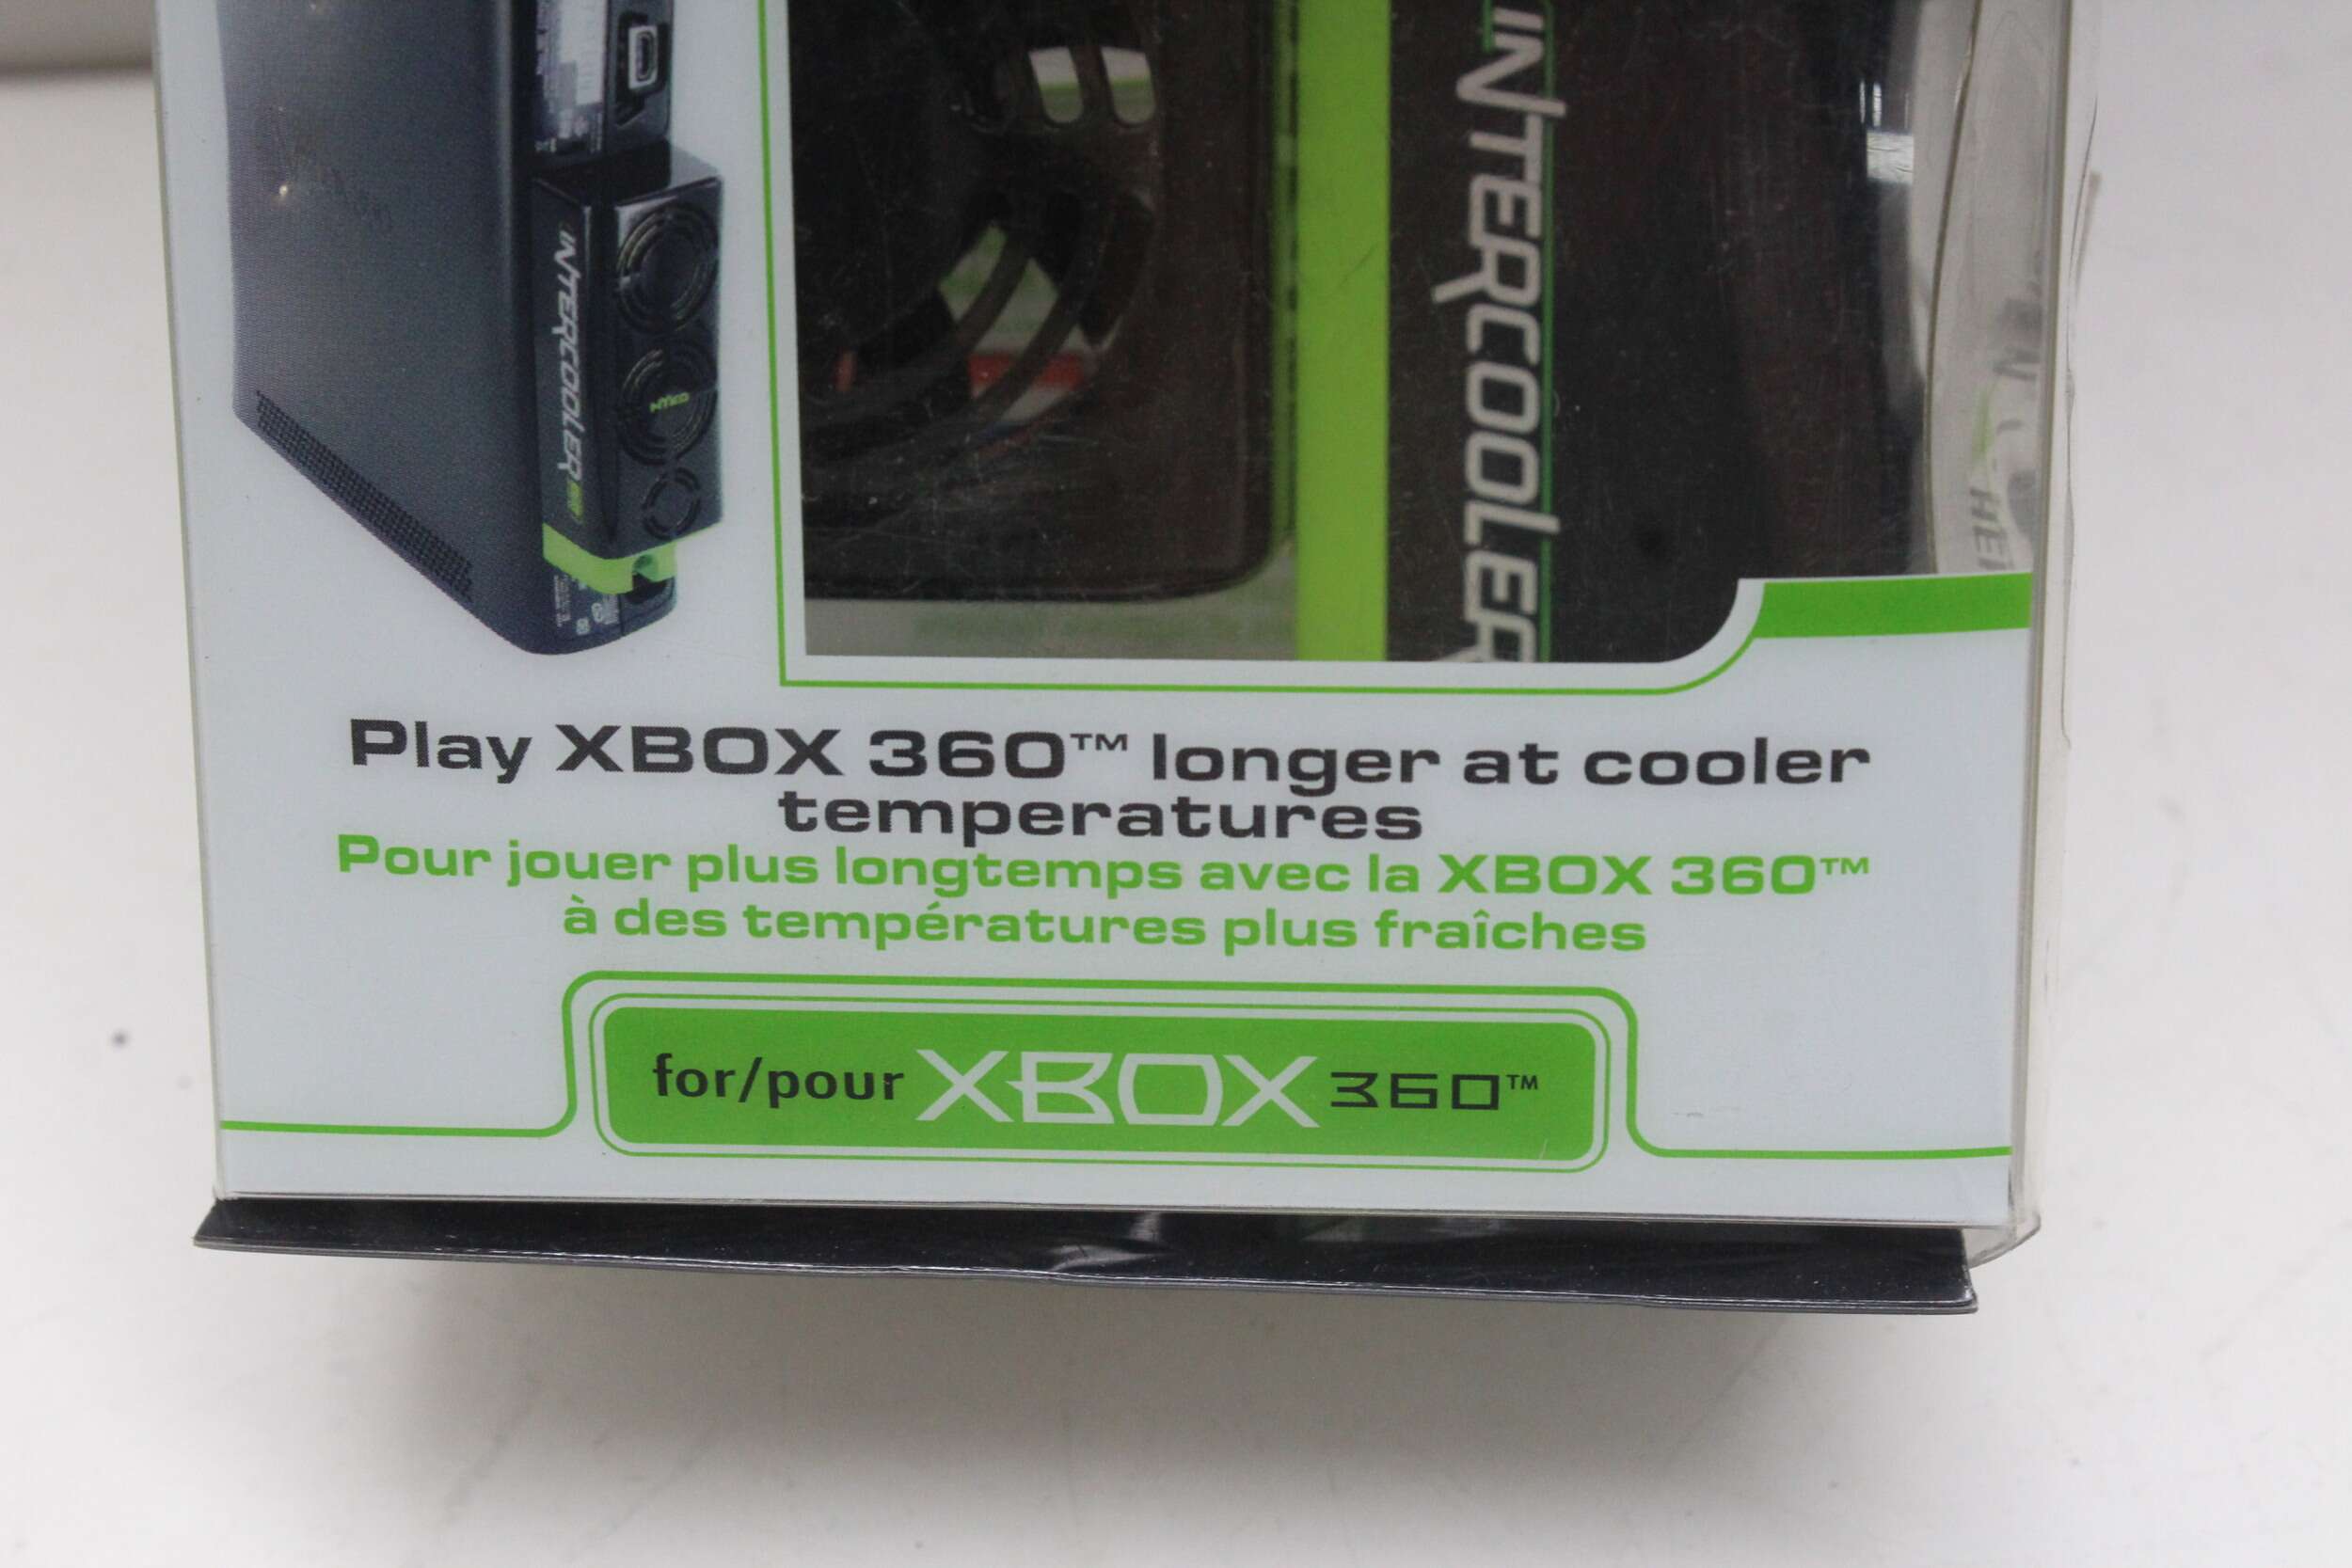 INTERCOOLER
NYKO
INTERCOOLER
Play XBOX 360™ longer at cooler
temperatures
Pour jouer plus longtemps avec la XBOX 360™
à des températures plus fraîches
for/pour XBOX 360™